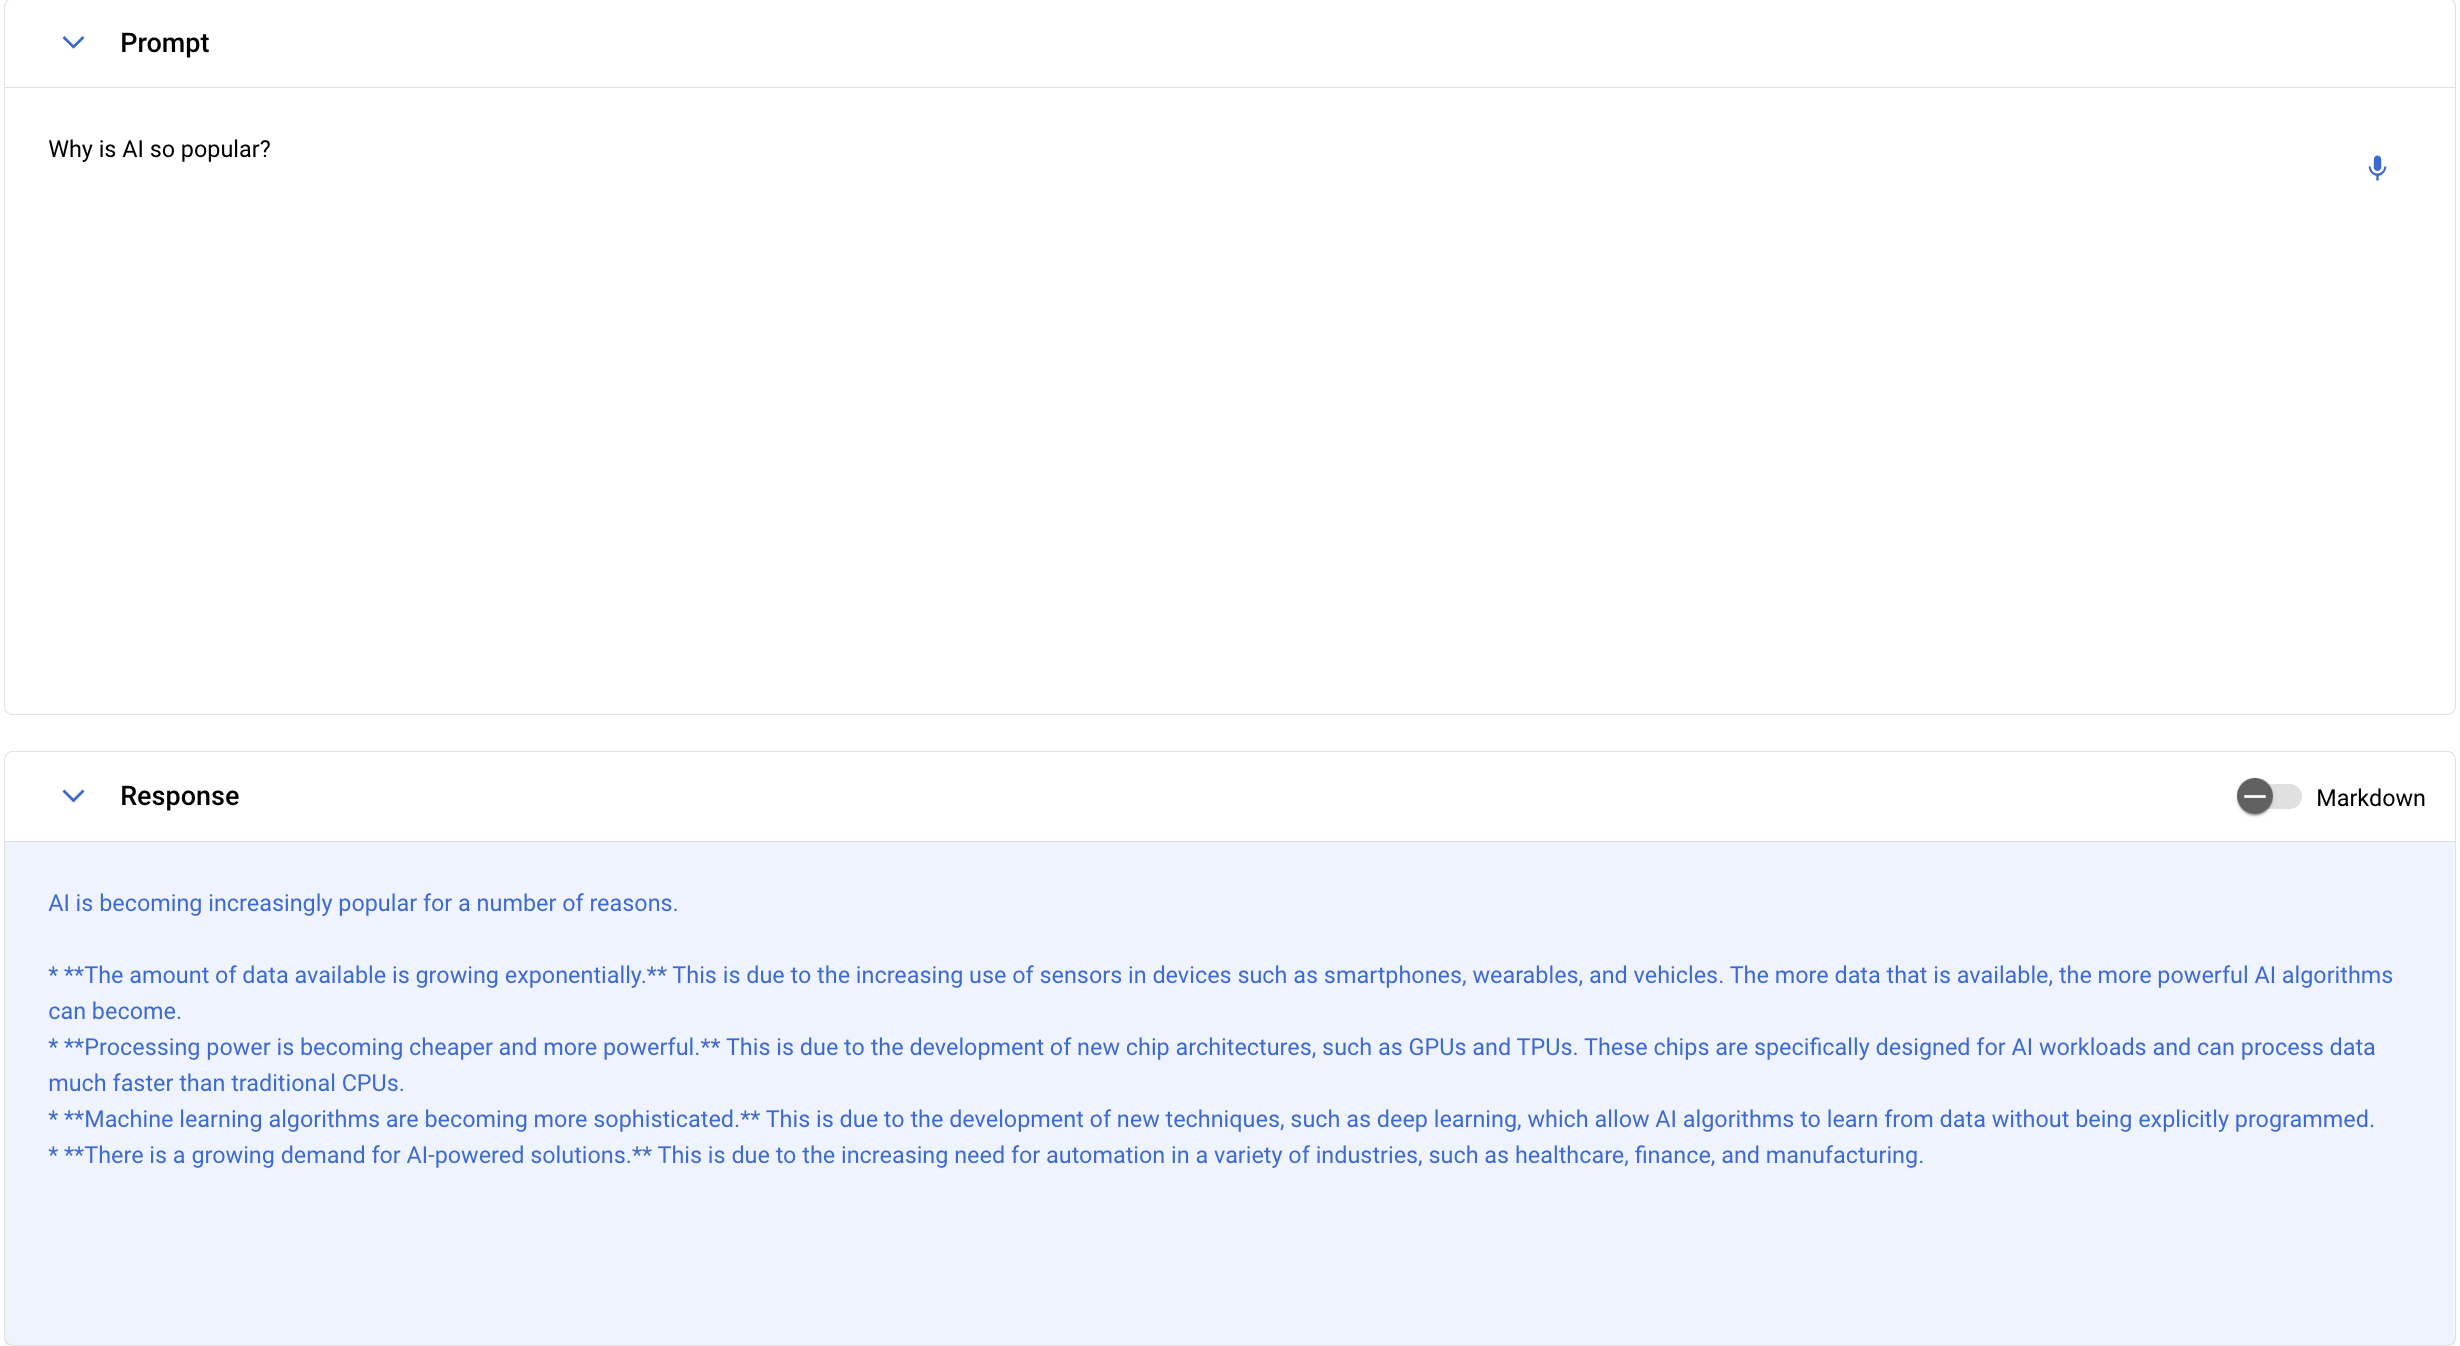 Prompt
Why is AI so popular?
Response
Markdown
AI is becoming increasingly popular for a number of reasons.
* **The amount of data available is growing exponentially.** This is due to the increasing use of sensors in devices such as smartphones, wearables, and vehicles. The more data that is available, the more powerful AI algorithms
can become.
* **Processing power is becoming cheaper and more powerful.** This is due to the development of new chip architectures, such as GPUs and TPUs. These chips are specifically designed for AI workloads and can process data
much faster than traditional CPUs.
* **Machine learning algorithms are becoming more sophisticated.** This is due to the development of new techniques, such as deep learning, which allow AI algorithms to learn from data without being explicitly programmed.
* **There is a growing demand for AI-powered solutions.** This is due to the increasing need for automation in a variety of industries, such as healthcare, finance, and manufacturing.